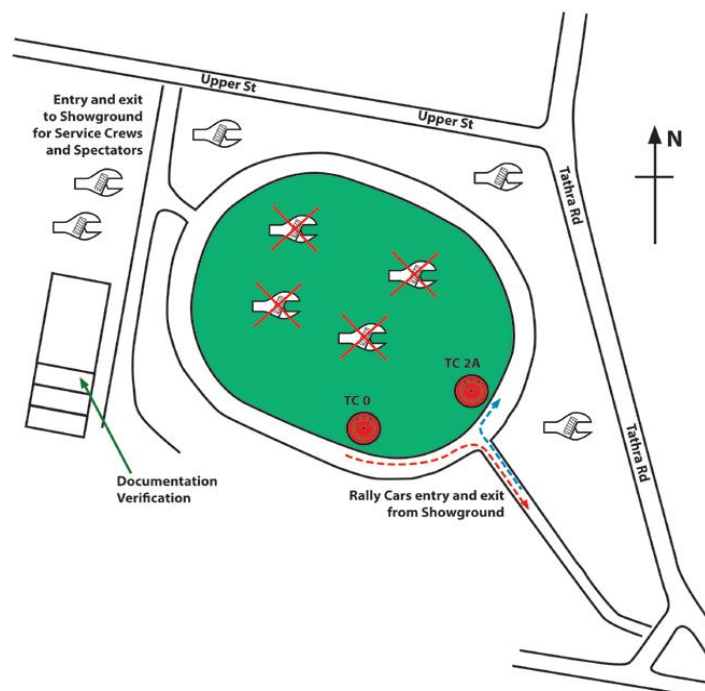 Upper St
Upper St
Entry and exit
to Showground
for Service Crews
and Spectators
N
Tathra Rd
TC 2A
TC 0
Tathra Rd
Documentation
Verification
Rally Cars entry and exit
from Showground